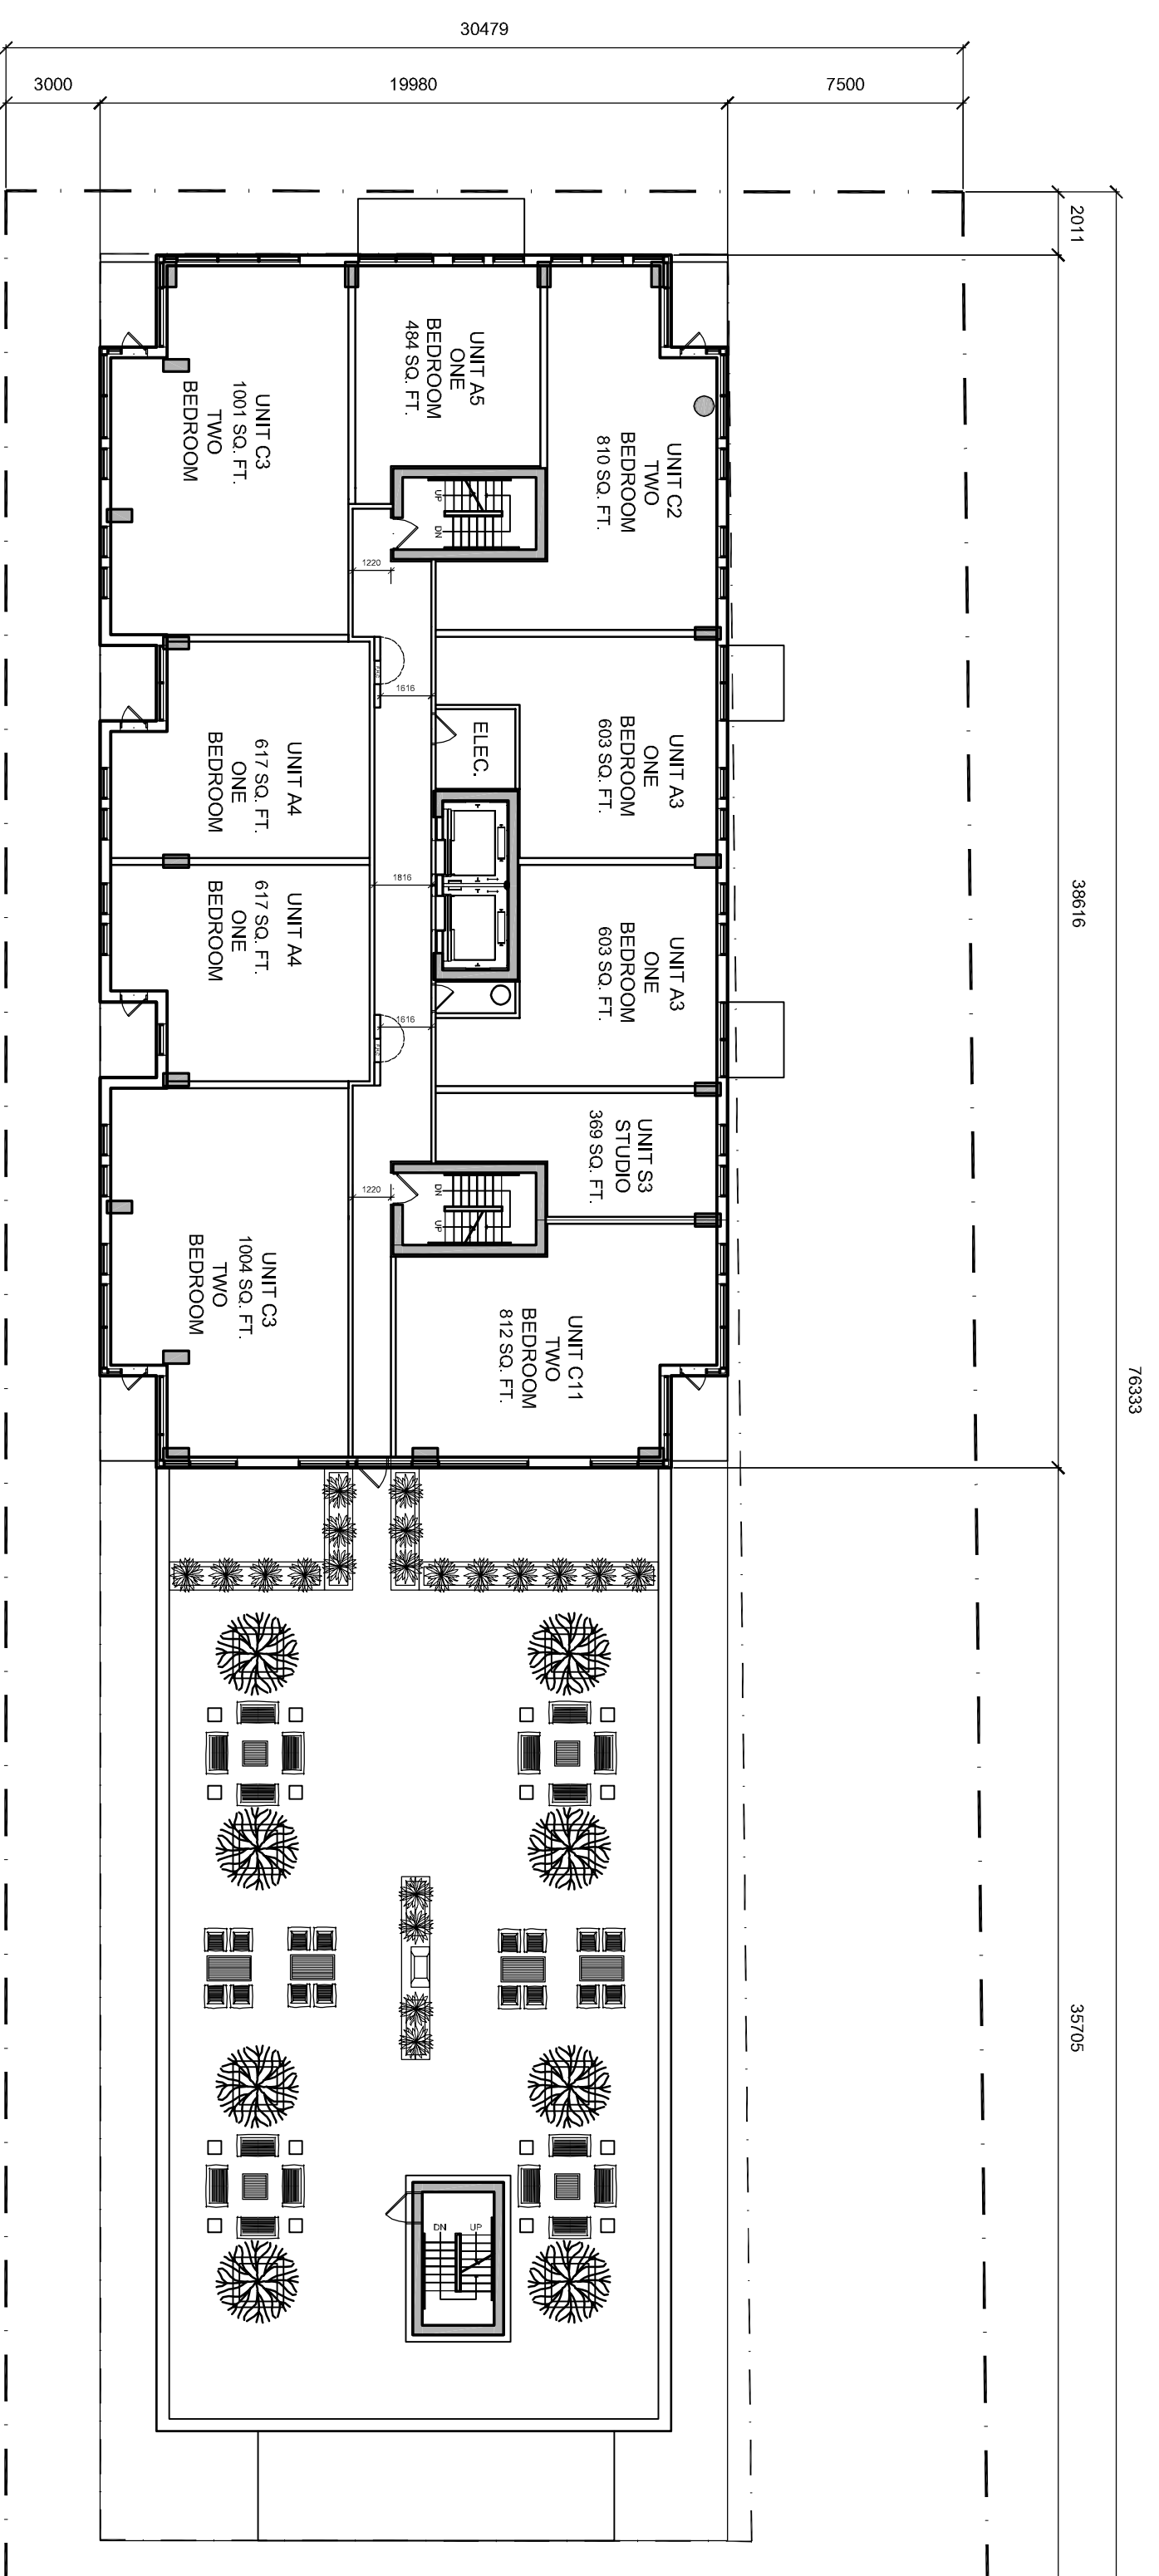 30479
3000
19980
7500
2011
38616
76333
35705
UNIT C3
1001 SQ. FT.
TWO
BEDROOM
UNIT A5
ONE
BEDROOM
484 SQ. FT.
UNIT C2
TWO
BEDROOM
810 SQ. FT.
UP
DN
1220
1616
UNIT A4
617 SQ. FT.
ONE
BEDROOM
ELEC.
UNIT A3
ONE
BEDROOM
603 SQ. FT.
1816
UNIT A4
617 SQ. FT.
ONE
BEDROOM
UNIT A3
ONE
BEDROOM
603 SQ. FT.
1616
UNIT S3
STUDIO
369 SQ. FT.
DN
UP
1220
UNIT C3
1004 SQ. FT.
TWO
BEDROOM
UNIT C11
TWO
BEDROOM
812 SQ. FT.
DN
UP